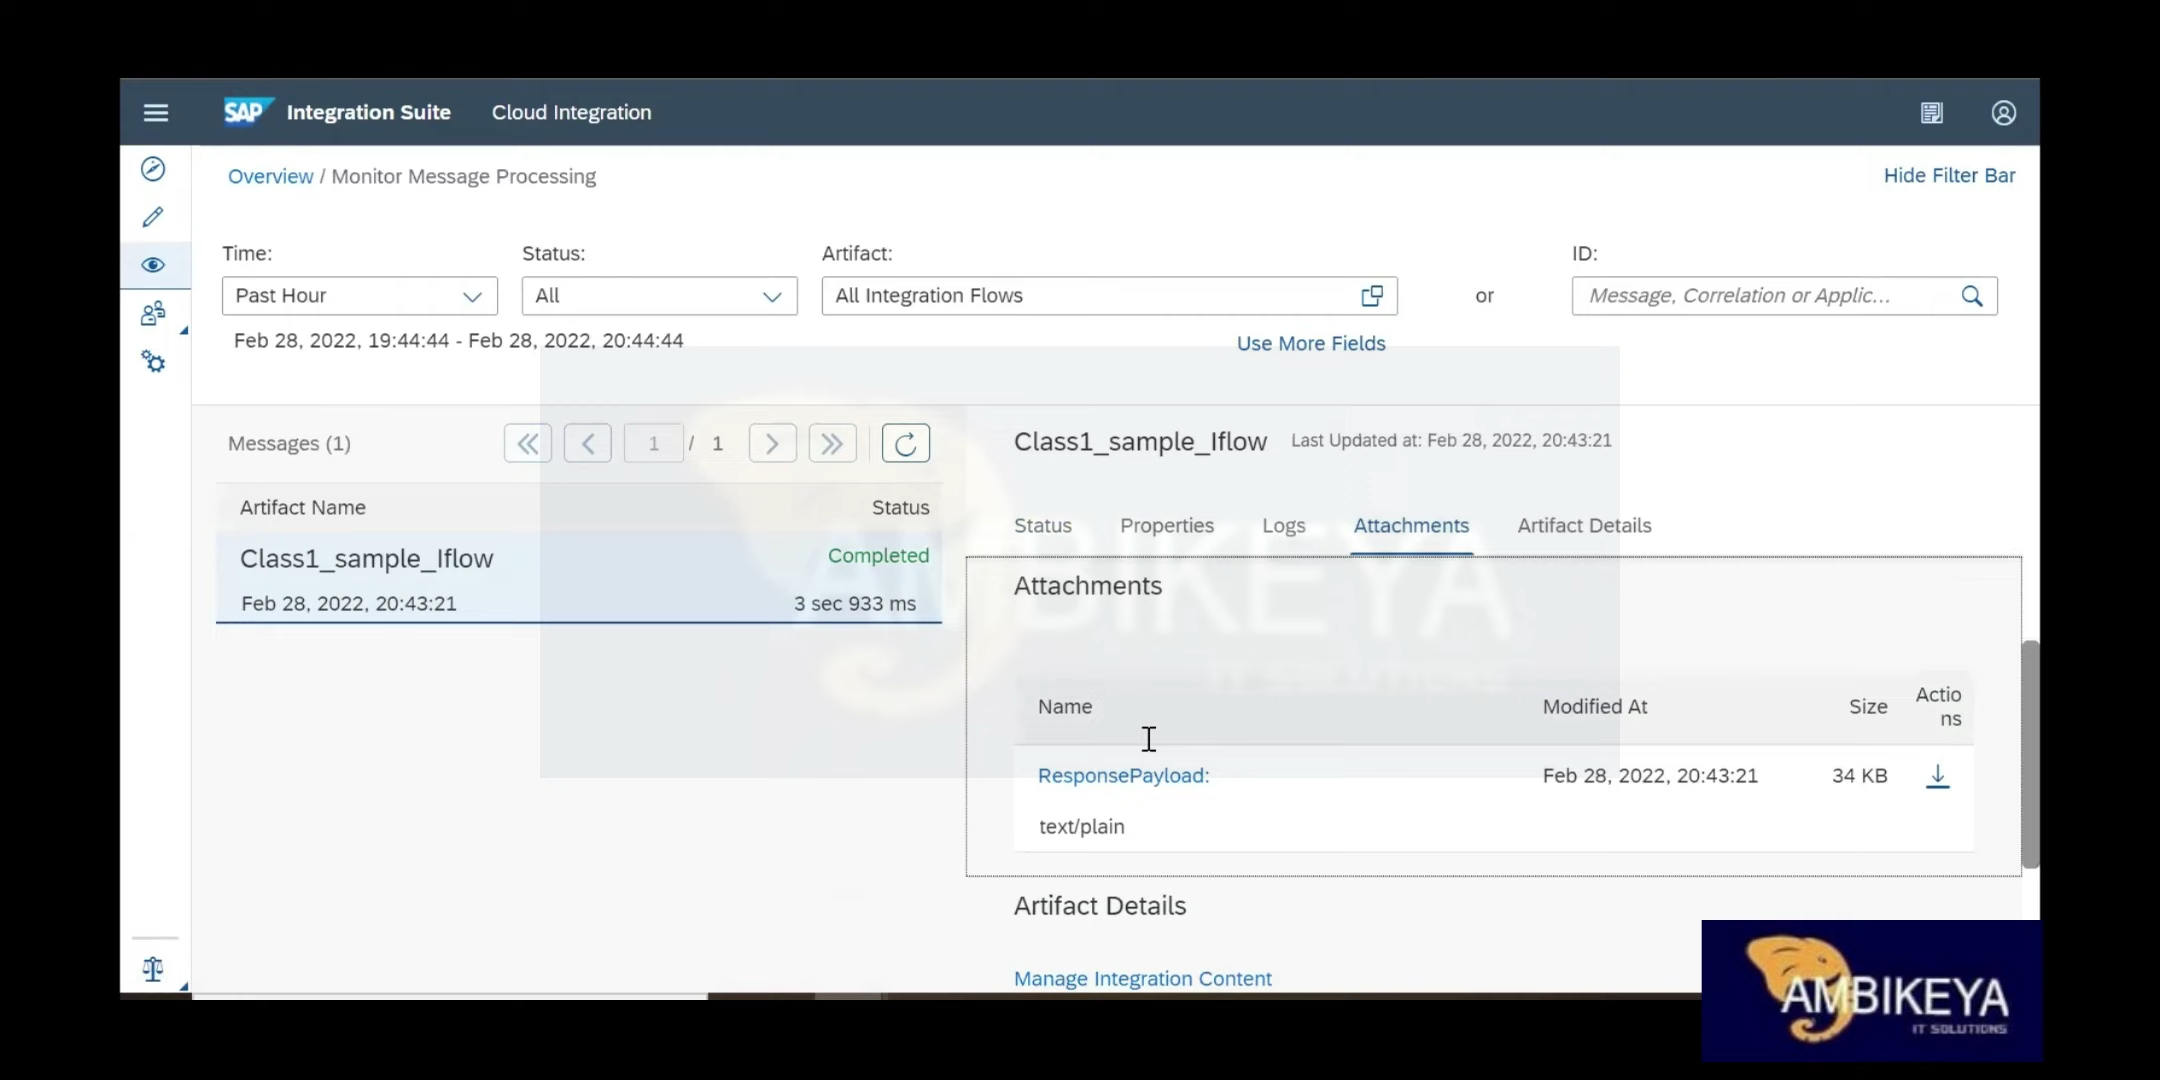 SAP Integration Suite Cloud Integration
Overview / Monitor Message Processing
Hide Filter Bar
Time:
Status:
Artifact:
ID:
Past Hour
All
All Integration Flows
or
Message, Correlation or Applic...
Feb 28, 2022, 19:44:44 - Feb 28, 2022, 20:44:44
Use More Fields
Messages (1)
1 / 1
Artifact Name
Status
Class1_sample_Iflow
Completed
Feb 28, 2022, 20:43:21
3 sec 933 ms
Class1_sample_Iflow
Last Updated at: Feb 28, 2022, 20:43:21
Status
Properties
Logs
Attachments
Artifact Details
Attachments
Name
Modified At
Size
Actio
ns
ResponsePayload:
Feb 28, 2022, 20:43:21
34 KB
text/plain
Artifact Details
Manage Integration Content
AMBIKEYA
IT SOLUTIONS
AMBIKEYA
IT SOLUTIONS